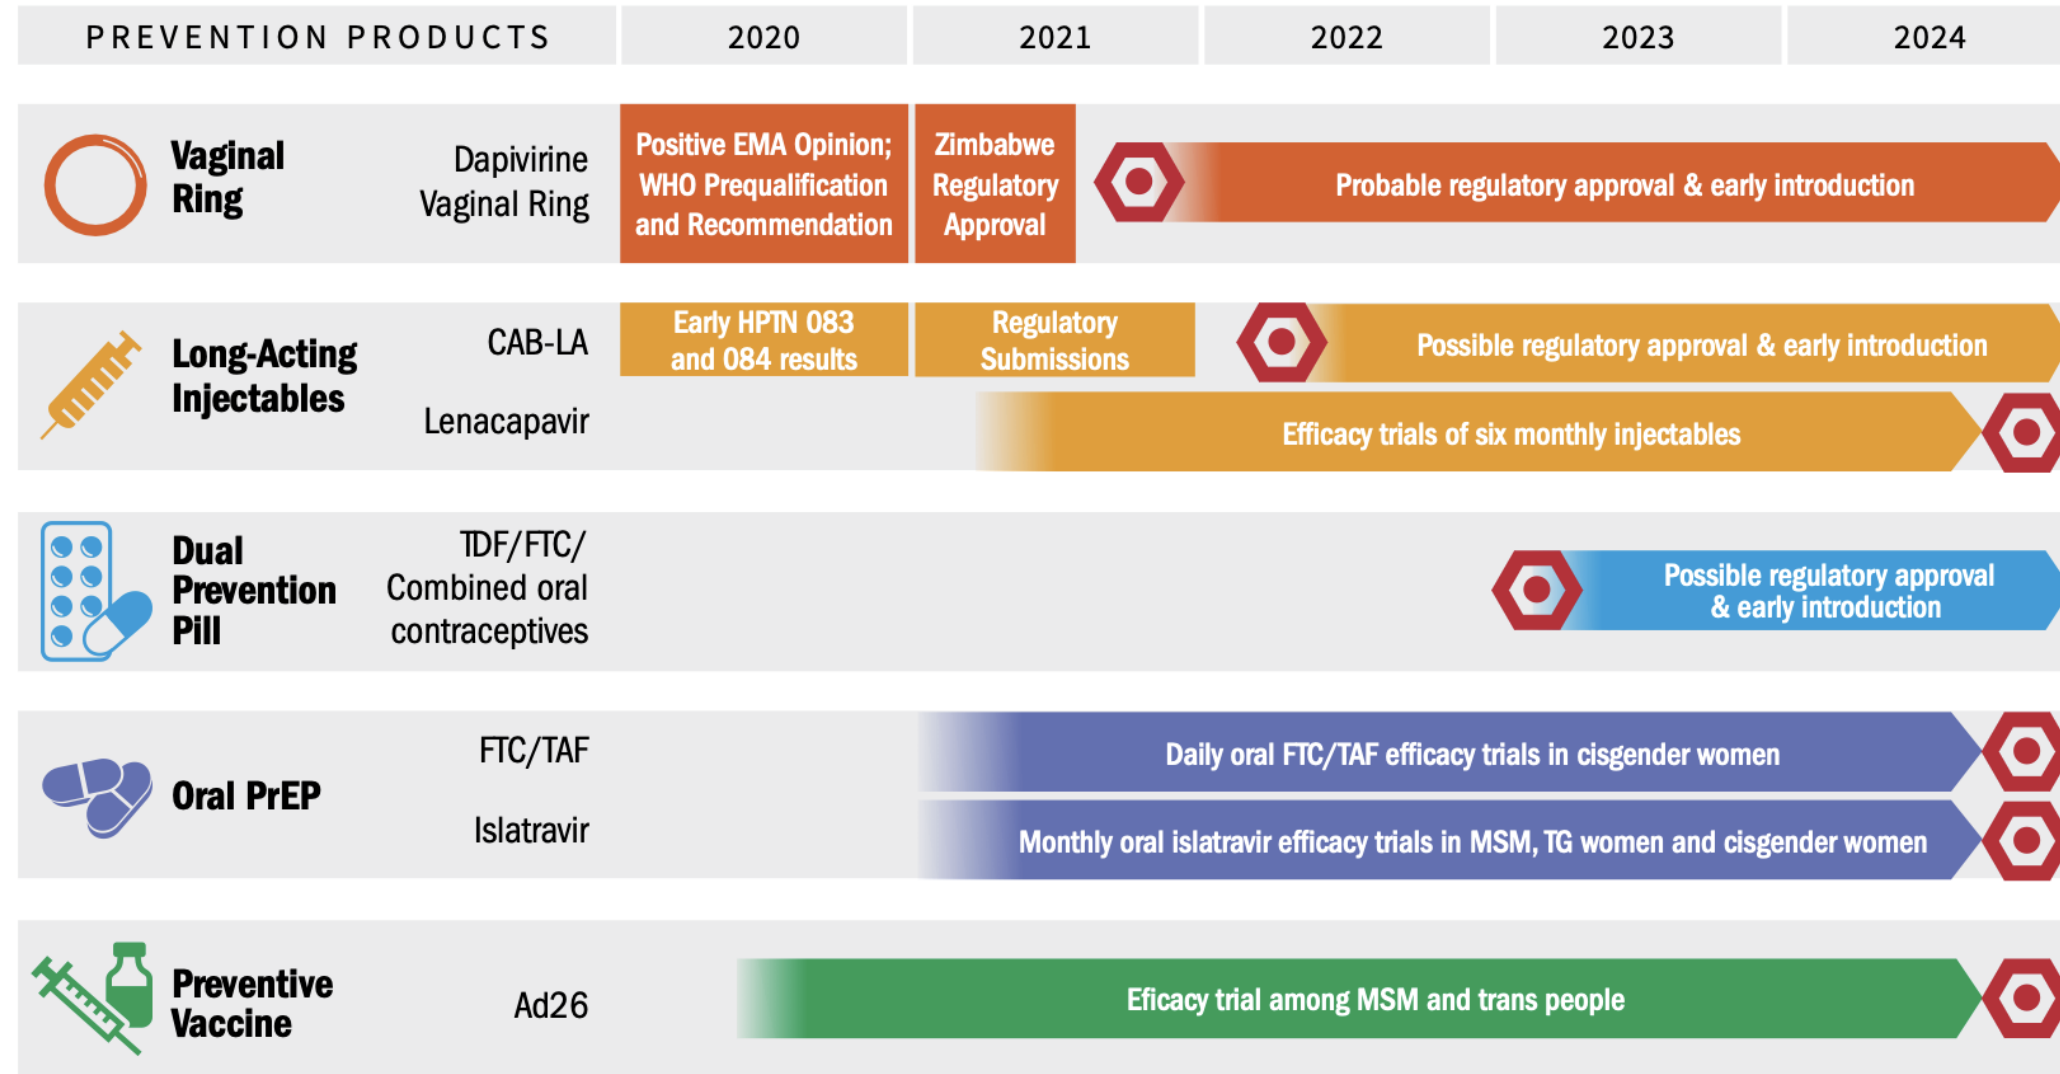 PREVENTION PRODUCTS
2020
2021
2022
2023
2024
Vaginal
Ring
Dapivirine
Vaginal Ring
Positive EMA Opinion;
WHO Prequalification
and Recommendation
Zimbabwe
Regulatory
Approval
Probable regulatory approval & early introduction
Long-Acting
Injectables
CAB-LA
Early HPTN 083
and 084 results
Regulatory
Submissions
Possible regulatory approval & early introduction
Lenacapavir
Efficacy trials of six monthly injectables
Dual
Prevention
Pill
TDF/FTC/
Combined oral
contraceptives
Possible regulatory approval
& early introduction
Oral PrEP
FTC/TAF
Daily oral FTC/TAF efficacy trials in cisgender women
Islatravir
Monthly oral islatravir efficacy trials in MSM, TG women and cisgender women
Preventive
Vaccine
Ad26
Eficacy trial among MSM and trans people